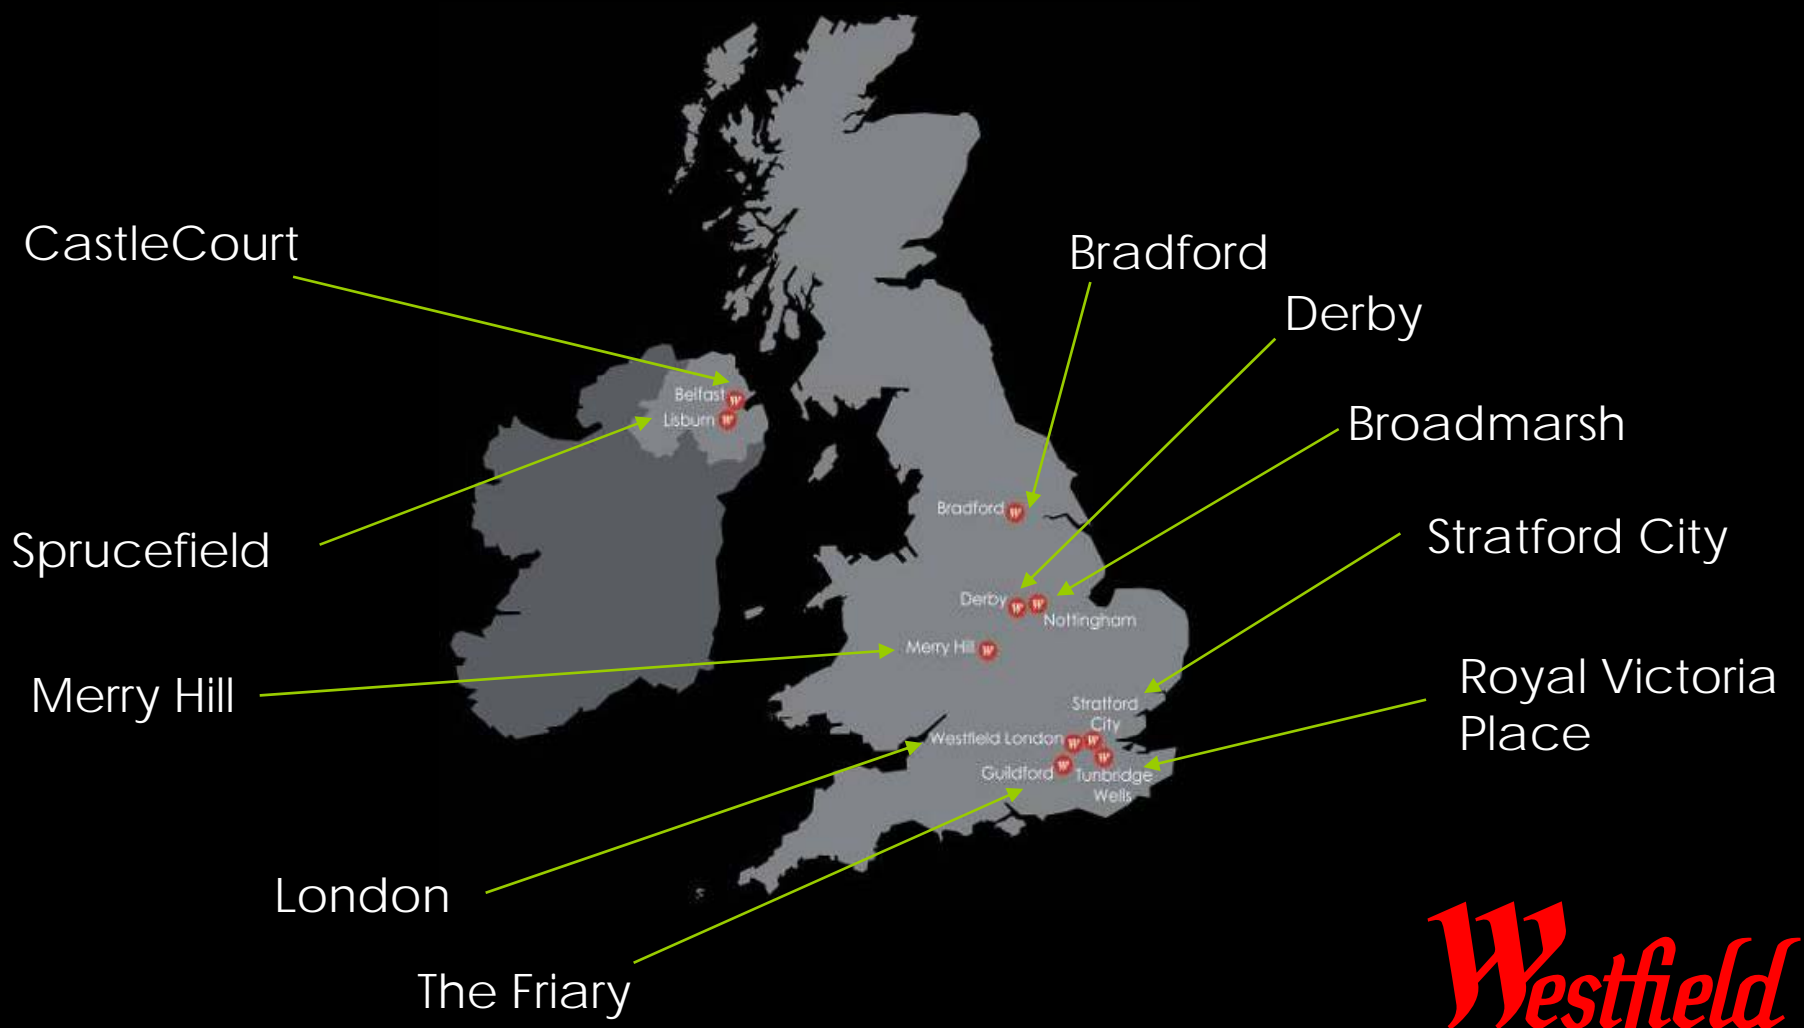 CastleCourt
Bradford
Derby
Belfast
Lisburn
Broadmarsh
Bradford
Sprucefield
Stratford City
Derby
Nottingham
Merry Hill
Merry Hill
Royal Victoria
Place
Stratford
City
Westfield London
Guildford
Tunbridge
Wells
London
The Friary
Westfield